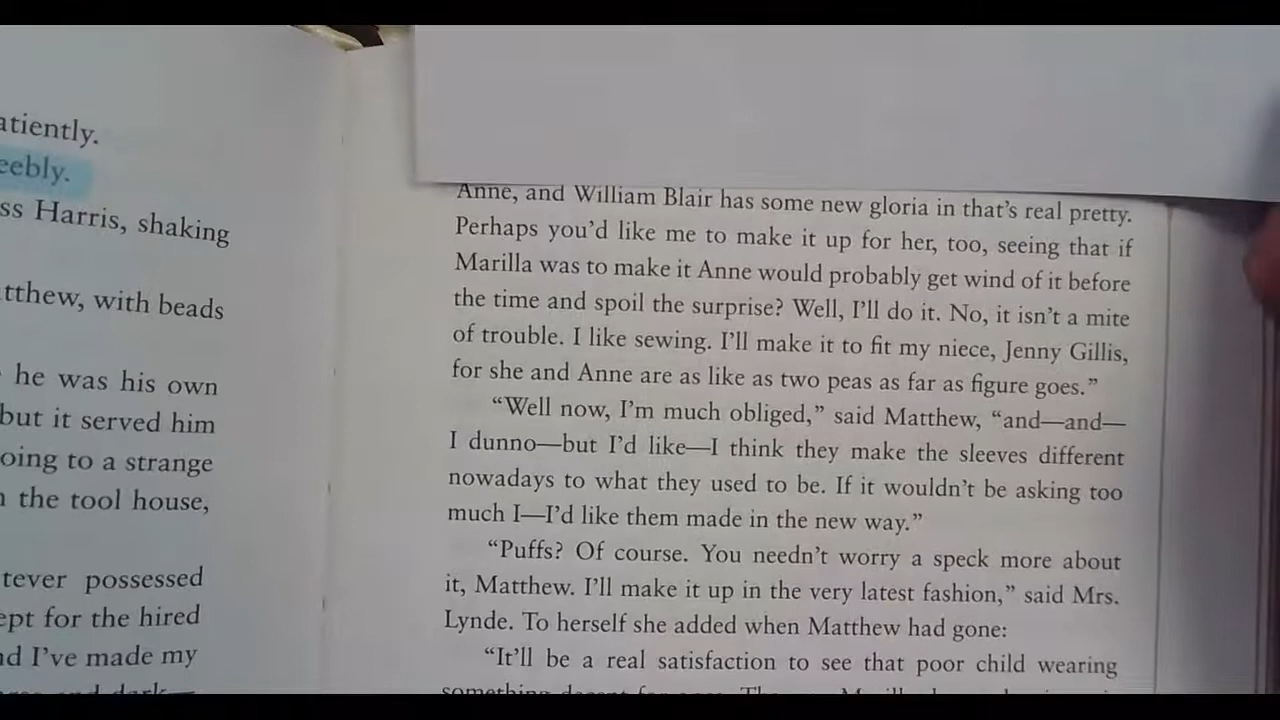 atiently.
eebly.
ss Harris, shaking
tthew, with beads
he was his own
but it served him
oing to a strange
n the tool house,
tever possessed
ept for the hired
nd I've made my
Anne, and William Blair has some new gloria in that's real pretty.
Perhaps you'd like me to make it up for her, too, seeing that if
Marilla was to make it Anne would probably get wind of it before
the time and spoil the surprise? Well, I'll do it. No, it isn't a mite
of trouble. I like sewing. I'll make it to fit my niece, Jenny Gillis,
for she and Anne are as like as two peas as far as figure goes.”
“Well now, I'm much obliged,” said Matthew, “and—and—
I dunno—but I'd like—I think they make the sleeves different
nowadays to what they used to be. If it wouldn't be asking too
much I—I'd like them made in the new way.”
“Puffs? Of course. You needn't worry a speck more about
it, Matthew. I'll make it up in the very latest fashion,” said Mrs.
Lynde. To herself she added when Matthew had gone:
“It'll be a real satisfaction to see that poor child wearing
something